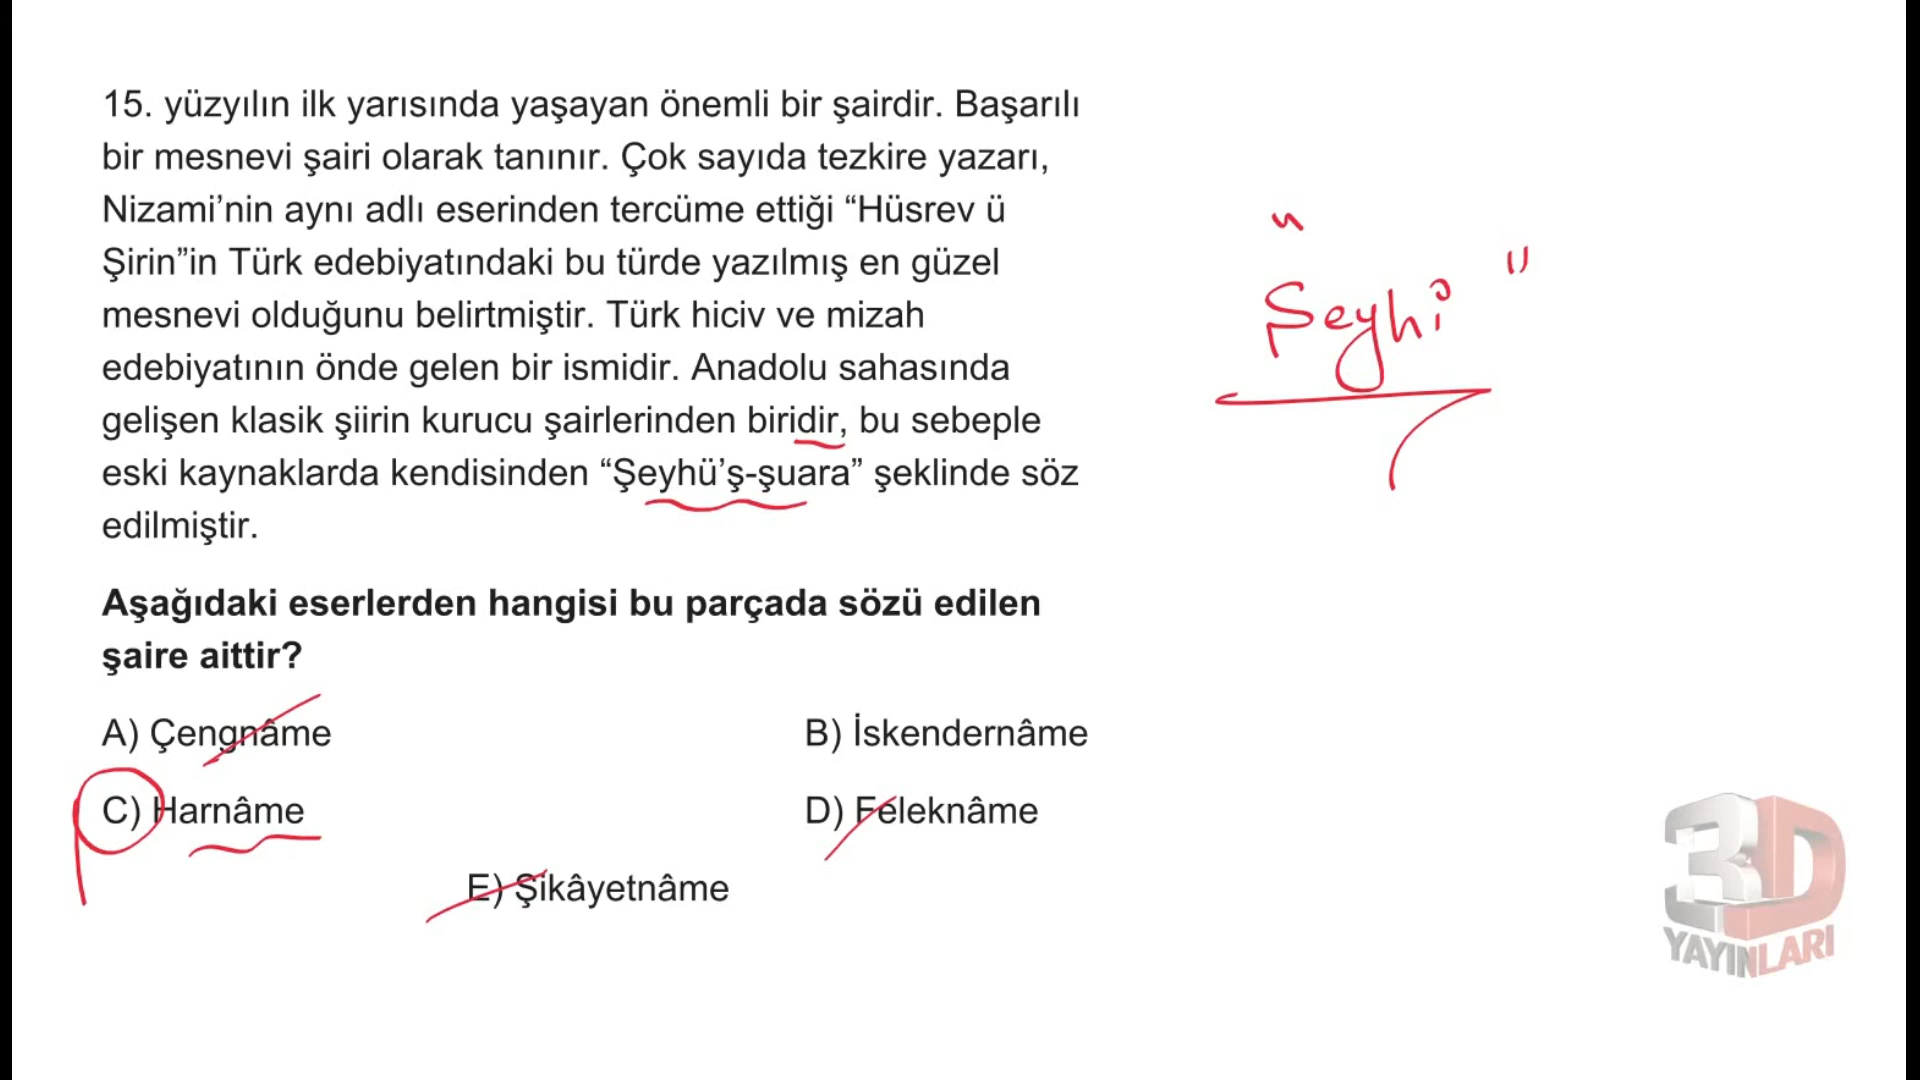 15. yüzyılın ilk yarısında yaşayan önemli bir şairdir. Başarılı
bir mesnevi şairi olarak tanınır. Çok sayıda tezkire yazarı,
Nizami’nin aynı adlı eserinden tercüme ettiği “Hüsrev ü
Şirin”in Türk edebiyatındaki bu türde yazılmış en güzel
mesnevi olduğunu belirtmiştir. Türk hiciv ve mizah
edebiyatının önde gelen bir ismidir. Anadolu sahasında
gelişen klasik şiirin kurucu şairlerinden biridir, bu sebeple
eski kaynaklarda kendisinden “Şeyhü’ş-şuara” şeklinde söz
edilmiştir.
Aşağıdaki eserlerden hangisi bu parçada sözü edilen
şaire aittir?
A) Çengnâme
B) İskendernâme
C) Harnâme
D) Feleknâme
E) Şikâyetnâme
"Şeyhi"
3D
YAYINLARI